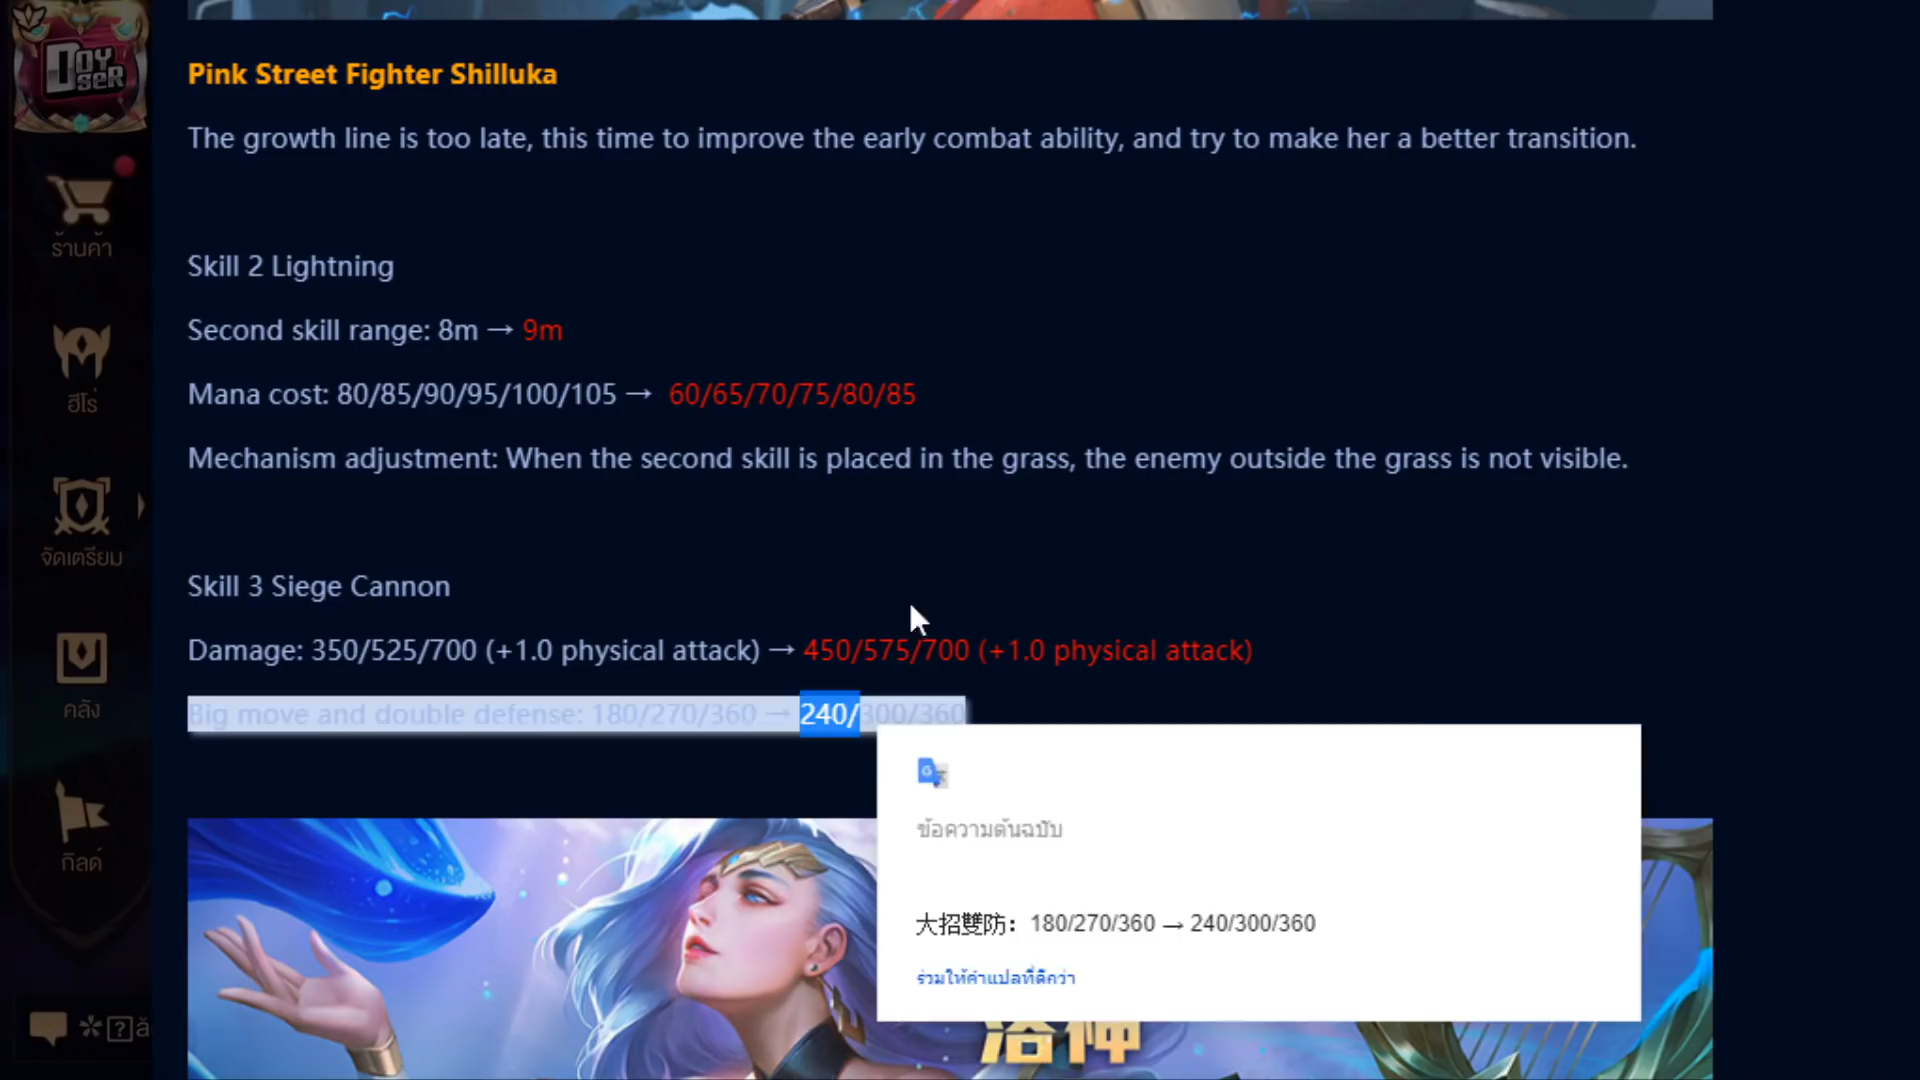 DOY
SER
Pink Street Fighter Shilluka
The growth line is too late, this time to improve the early combat ability, and try to make her a better transition.
ร้านค้า
Skill 2 Lightning
Second skill range: 8m → 9m
ฮีโร่
Mana cost: 80/85/90/95/100/105 → 60/65/70/75/80/85
Mechanism adjustment: When the second skill is placed in the grass, the enemy outside the grass is not visible.
จัดเตรียม
Skill 3 Siege Cannon
Damage: 350/525/700 (+1.0 physical attack) → 450/575/700 (+1.0 physical attack)
คลัง
Big move and double defense: 180/270/360 → 240/300/360
ข้อความต้นฉบับ
กิลด์
大招雙防：180/270/360 → 240/300/360
ร่วมให้คำแปลที่ดีกว่า
洛神